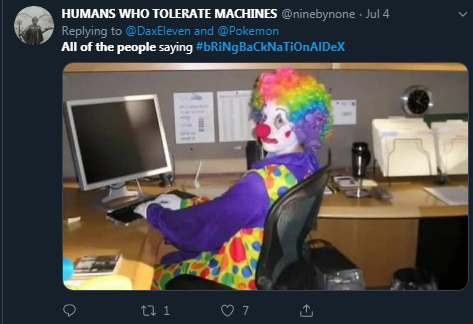 HUMANS WHO TOLERATE MACHINES @ninebynone · Jul 4
Replying to @DaxEleven and @Pokemon
All of the people saying #bRiNgBaCkNaTiOnAlDeX
1
7